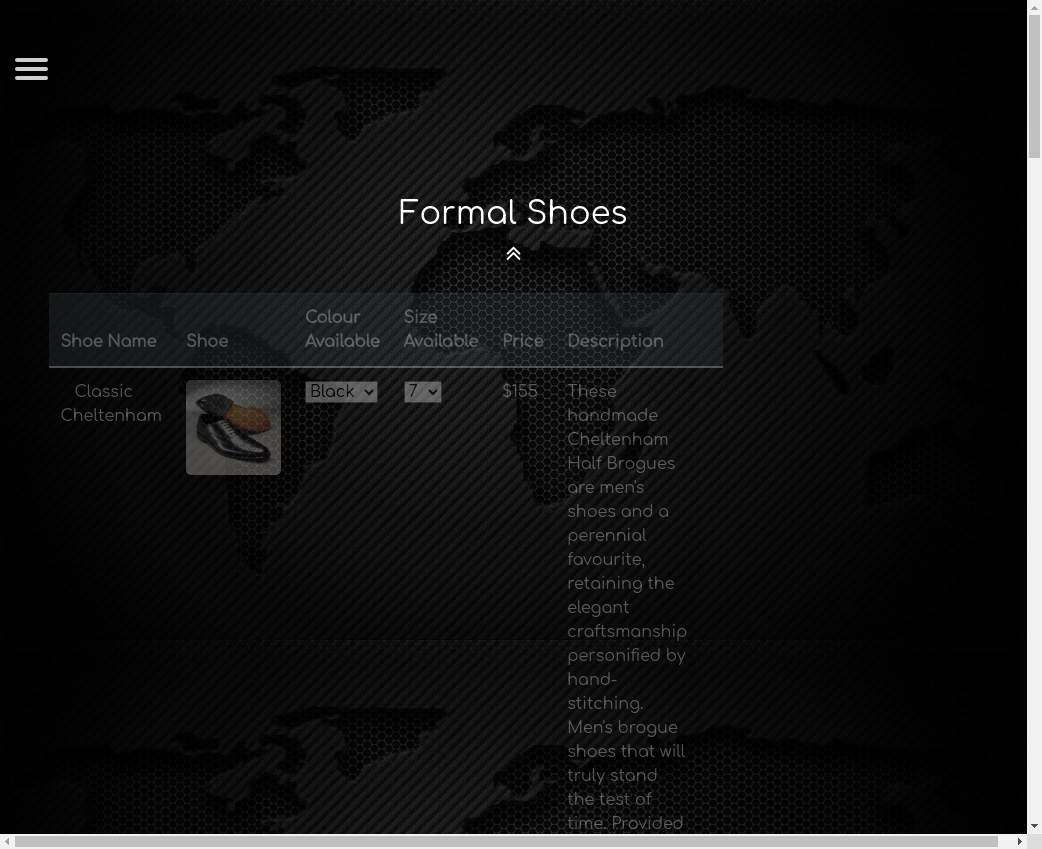 Formal Shoes
Shoe Name Shoe Colour Available Size Available Price Description
Classic Cheltenham
Black
7
$155
These
handmade
Cheltenham
Half Brogues
are men's
shoes and a
perennial
favourite,
retaining the
elegant
craftsmanship
personified by
hand-
stitching.
Men's brogue
shoes that will
truly stand
the test of
time. Provided